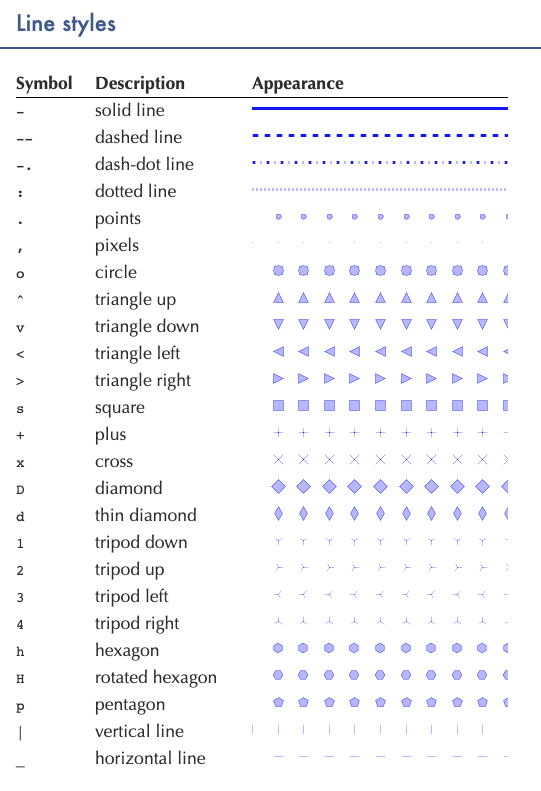 Line styles
Symbol Description Appearance
- solid line
-- dashed line
-. dash-dot line
: dotted line
. points
, pixels
o circle
^ triangle up
v triangle down
< triangle left
> triangle right
s square
+ plus
x cross
D diamond
d thin diamond
1 tripod down
2 tripod up
3 tripod left
4 tripod right
h hexagon
H rotated hexagon
p pentagon
| vertical line
_ horizontal line